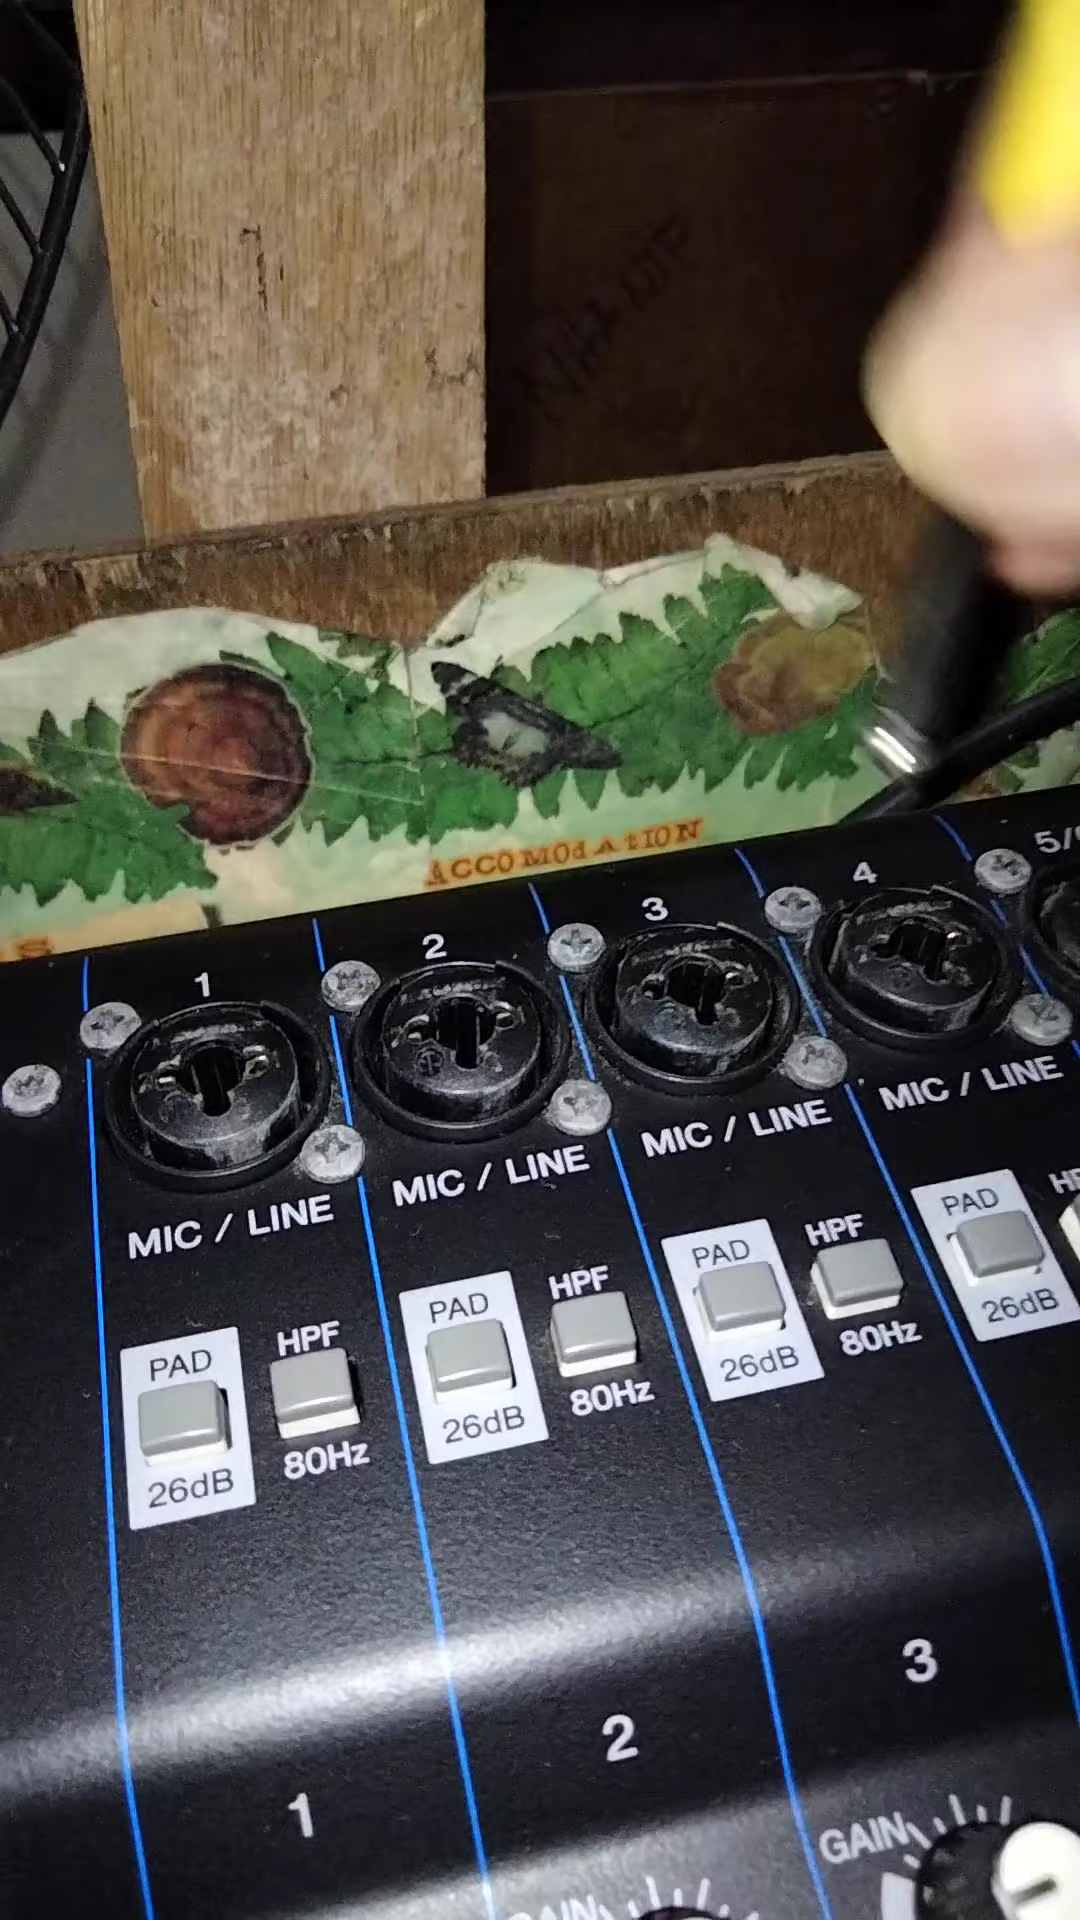 ACCOMOdAtION
S
1
2
3
4
5/
MIC / LINE
MIC / LINE
MIC / LINE
MIC / LINE
PAD
26dB
HPF
80Hz
PAD
26dB
HPF
80Hz
PAD
26dB
HPF
80Hz
PAD
26dB
1
2
3
GAIN